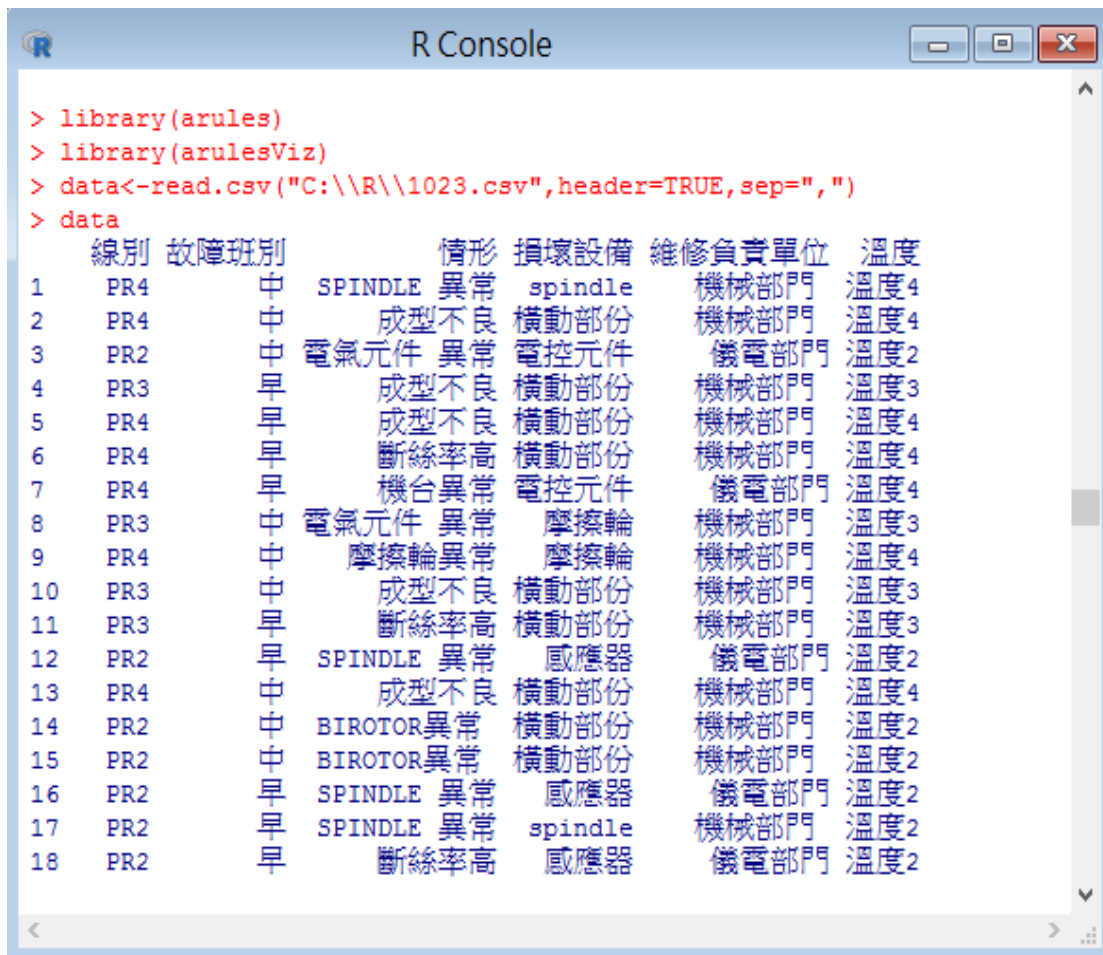 R Console
> library(arules)
> library(arulesViz)
> data<-read.csv("C:\\R\\1023.csv",header=TRUE,sep=",")
> data
線別 故障班別 情形 損壞設備 維修負責單位 溫度
1 PR4 中 SPINDLE 異常 spindle 機械部門 溫度4
2 PR4 中 成型不良 橫動部份 機械部門 溫度4
3 PR2 中 電氣元件 異常 電控元件 儀電部門 溫度2
4 PR3 早 成型不良 橫動部份 機械部門 溫度3
5 PR4 早 成型不良 橫動部份 機械部門 溫度4
6 PR4 早 斷絲率高 橫動部份 機械部門 溫度4
7 PR4 早 機台異常 電控元件 儀電部門 溫度4
8 PR3 中 電氣元件 異常 摩擦輪 機械部門 溫度3
9 PR4 中 摩擦輪異常 摩擦輪 機械部門 溫度4
10 PR3 中 成型不良 橫動部份 機械部門 溫度3
11 PR3 早 斷絲率高 橫動部份 機械部門 溫度3
12 PR2 早 SPINDLE 異常 感應器 儀電部門 溫度2
13 PR4 中 成型不良 橫動部份 機械部門 溫度4
14 PR2 中 BIROTOR異常 橫動部份 機械部門 溫度2
15 PR2 中 BIROTOR異常 橫動部份 機械部門 溫度2
16 PR2 早 SPINDLE 異常 感應器 儀電部門 溫度2
17 PR2 早 SPINDLE 異常 spindle 機械部門 溫度2
18 PR2 早 斷絲率高 感應器 儀電部門 溫度2